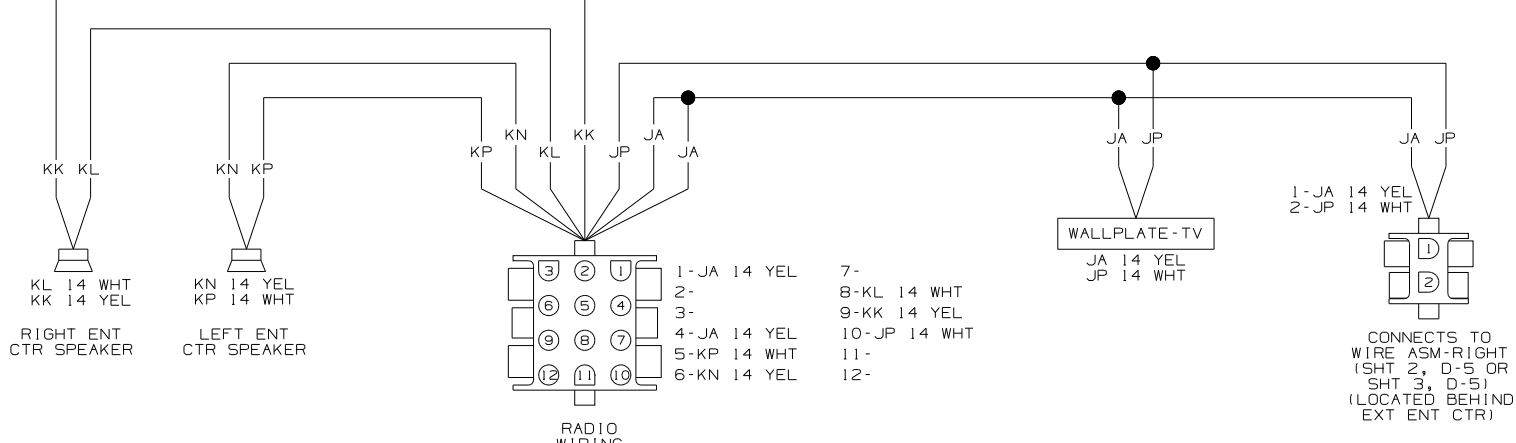 KK KL
KN KP
KP KN KL KK JP JA JA
JA JP
JA JP
KL 14 WHT
KK 14 YEL
RIGHT ENT
CTR SPEAKER
KN 14 YEL
KP 14 WHT
LEFT ENT
CTR SPEAKER
3 2 1
6 5 4
9 8 7
12 11 10
1-JA 14 YEL
2-
3-
4-JA 14 YEL
5-KP 14 WHT
6-KN 14 YEL
7-
8-KL 14 WHT
9-KK 14 YEL
10-JP 14 WHT
11-
12-
RADIO
WIRING
WALLPLATE-TV
JA 14 YEL
JP 14 WHT
1-JA 14 YEL
2-JP 14 WHT
1
2
CONNECTS TO
WIRE ASM-RIGHT
(SHT 2, D-5 OR
SHT 3, D-5)
(LOCATED BEHIND
EXT ENT CTR)